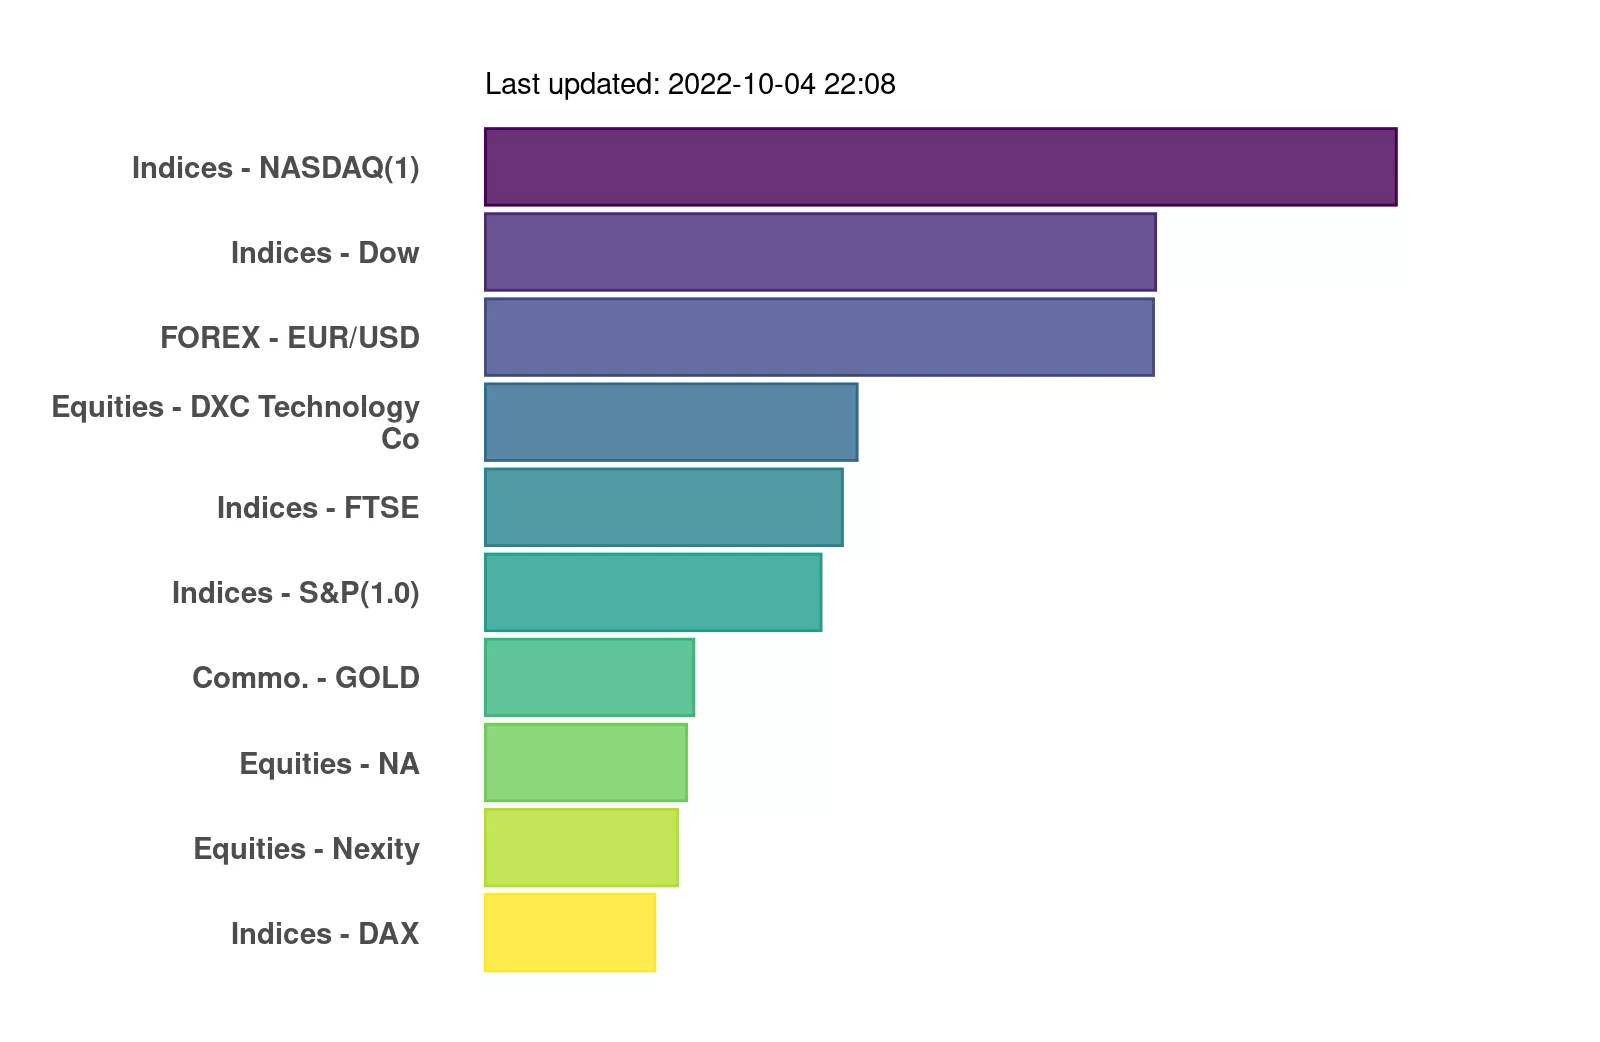 Last updated: 2022-10-04 22:08
Indices - NASDAQ(1)
Indices - Dow
FOREX - EUR/USD
Equities - DXC Technology
Co
Indices - FTSE
Indices - S&P(1.0)
Commo. - GOLD
Equities - NA
Equities - Nexity
Indices - DAX